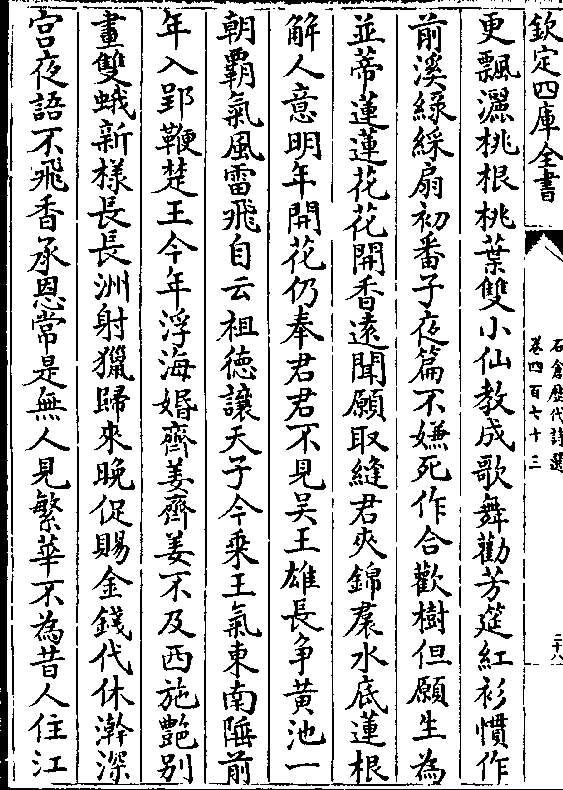 欽定四庫全書
石倉歷代詩選
卷四百七十三
二十八
更飄灑桃根桃葉雙小仙教成歌舞勸芳筵紅衫慣作
前溪緑綵扇初番子夜篇不嫌死作合歡樹但願生為
並蒂蓮蓮花花開香逺聞願取縫君夾錦裠水底蓮根
解人意明年開花仍奉君君不見吴王雄長争黄池一
朝覇氣風雷飛自云祖徳讓天子今乗王氣東南陲前
年入郢鞭楚王今年浮海婚齊姜齊姜不及西施艶别
畫雙蛾新様長長洲射獵歸來晚促賜金錢代休澣深
宫夜語不飛香承恩常是無人見繁華不為昔人住江